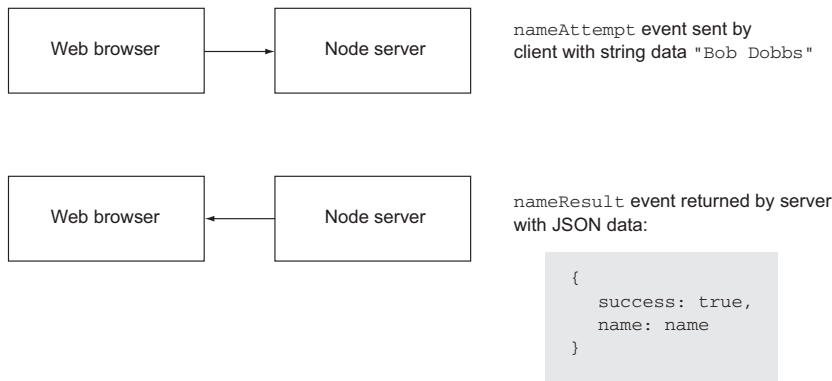 Web browser
Node server
nameAttempt event sent by
client with string data "Bob Dobbs"
Web browser
Node server
nameResult event returned by server
with JSON data:
{
success: true,
name: name
}